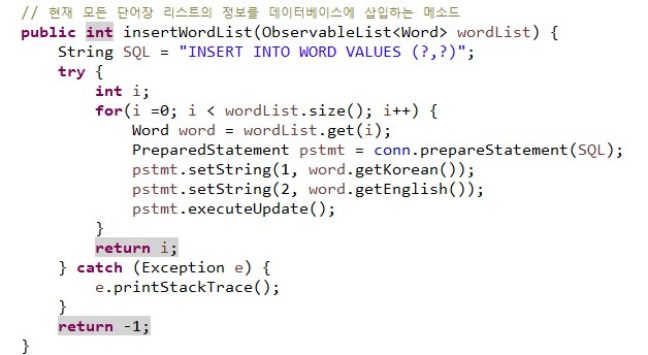 // 현재 모든 단어장 리스트의 정보를 데이터베이스에 삽입하는 메소드
public int insertWordList(ObservableList<Word> wordList) {
    String SQL = "INSERT INTO WORD VALUES (?,?)";
    try {
        int i;
        for(i =0; i < wordList.size(); i++) {
            Word word = wordList.get(i);
            PreparedStatement pstmt = conn.prepareStatement(SQL);
            pstmt.setString(1, word.getKorean());
            pstmt.setString(2, word.getEnglish());
            pstmt.executeUpdate();
        }
        return i;
    } catch (Exception e) {
        e.printStackTrace();
    }
    return -1;
}